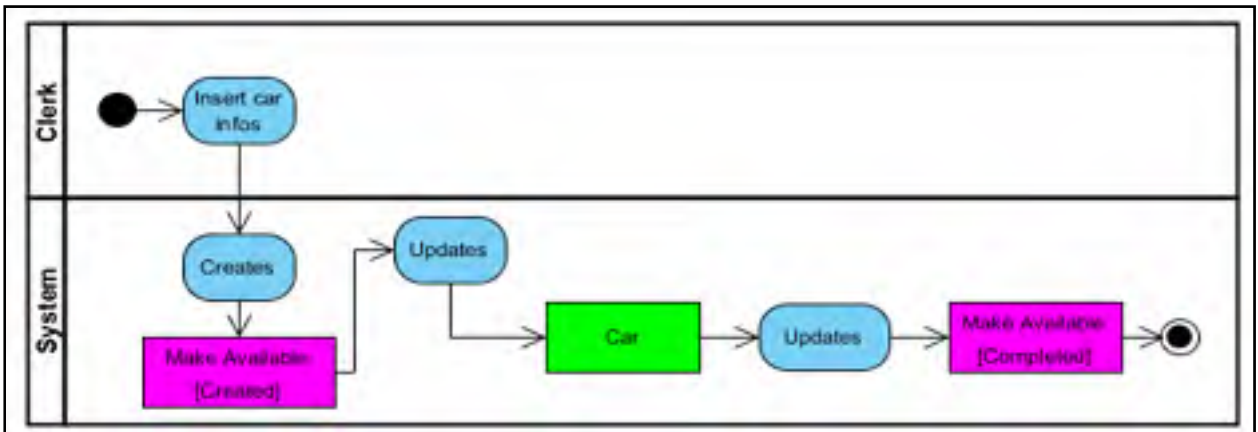 Clerk
Insert car
infos
System
Creates
Make Available
[Created]
Updates
Car
Updates
Make Available
[Completed]